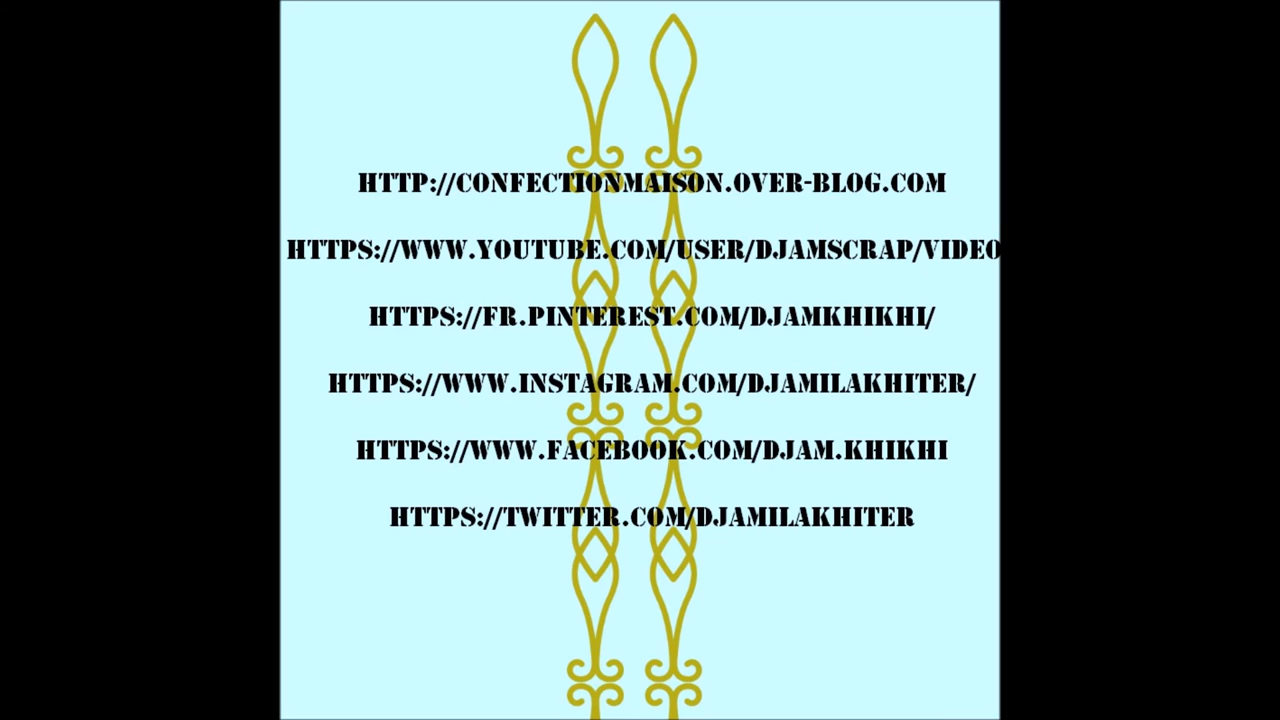 HTTP://CONFECTIONMAISON.OVER-BLOG.COM
HTTPS://WWW.YOUTUBE.COM/USER/DJAMSCRAP/VIDEO
HTTPS://FR.PINTEREST.COM/DJAMKHIKHI/
HTTPS://WWW.INSTAGRAM.COM/DJAMILAKHITER/
HTTPS://WWW.FACEBOOK.COM/DJAM.KHIKHI
HTTPS://TWITTER.COM/DJAMILAKHITER